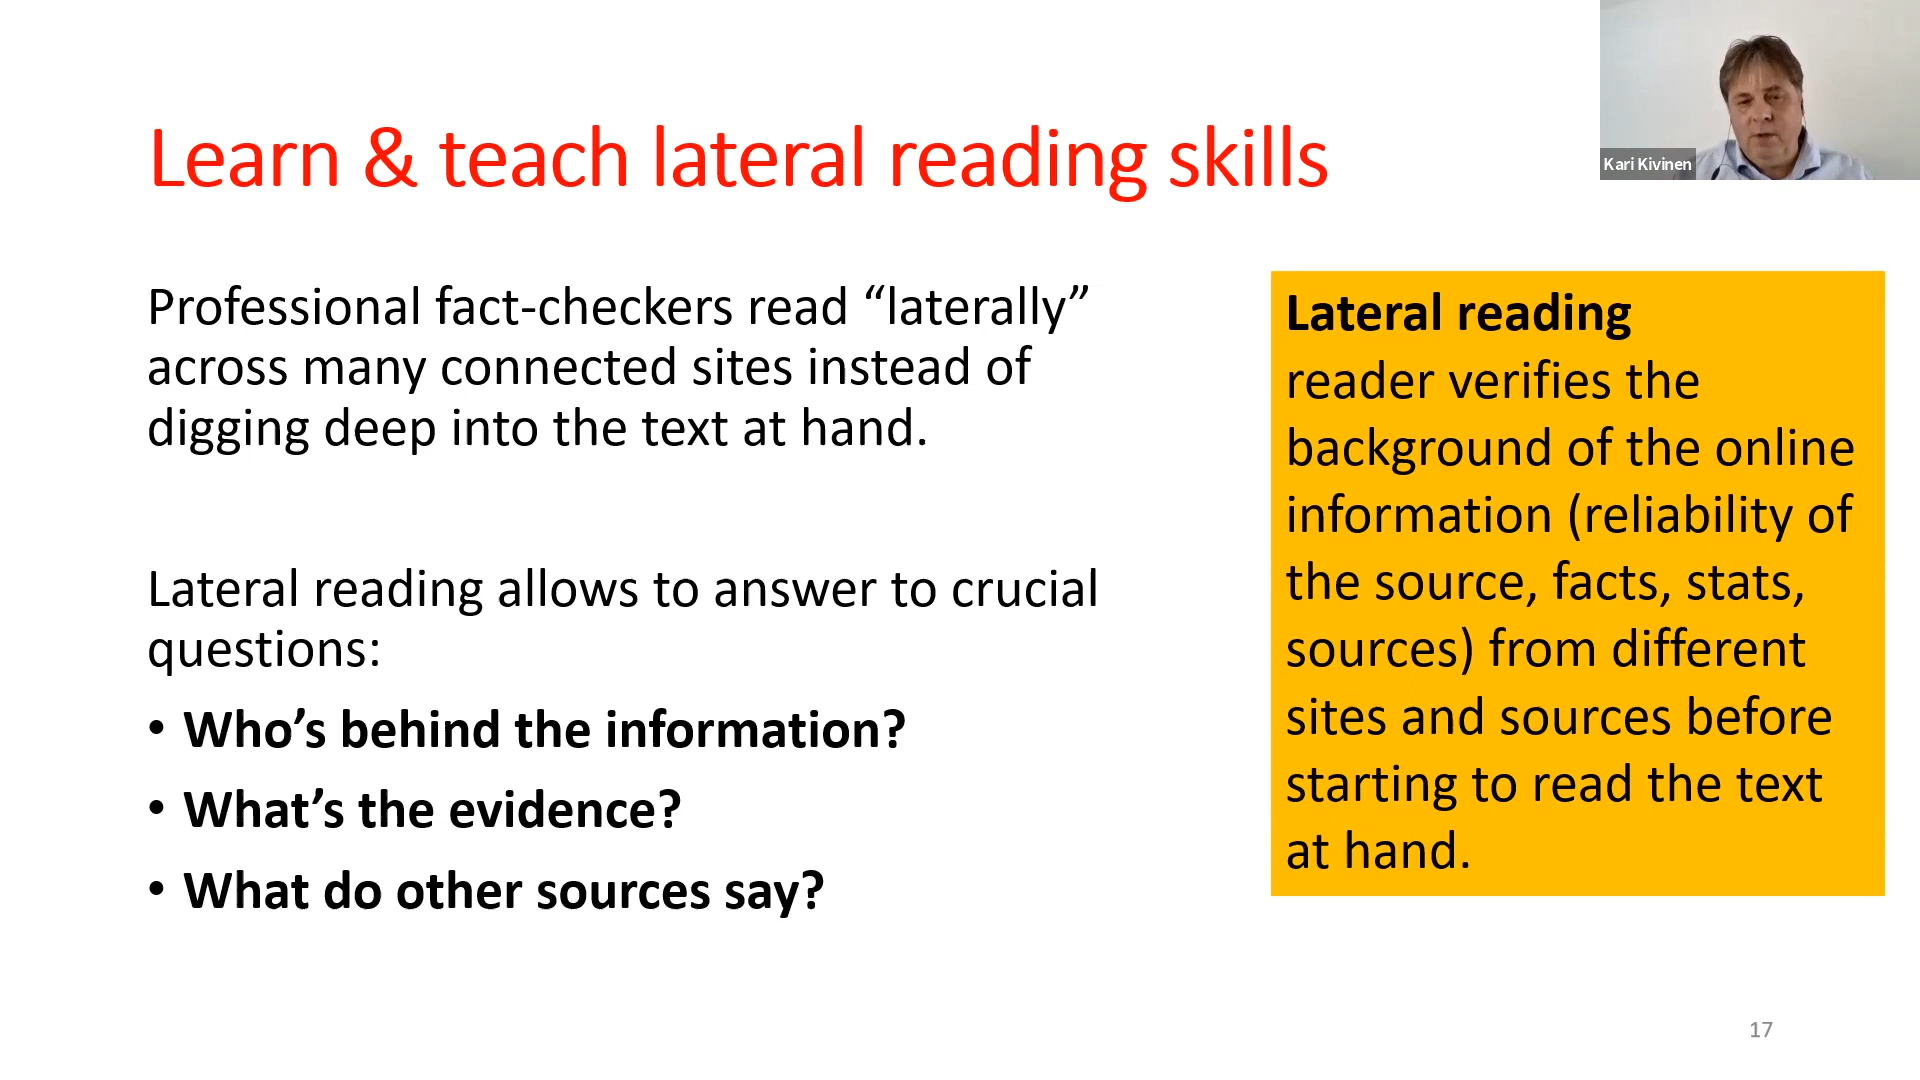 Learn & teach lateral reading skills
Kari Kivinen
Professional fact-checkers read “laterally”
across many connected sites instead of
digging deep into the text at hand.
Lateral reading allows to answer to crucial
questions:
• Who’s behind the information?
• What’s the evidence?
• What do other sources say?
Lateral reading
reader verifies the
background of the online
information (reliability of
the source, facts, stats,
sources) from different
sites and sources before
starting to read the text
at hand.
17